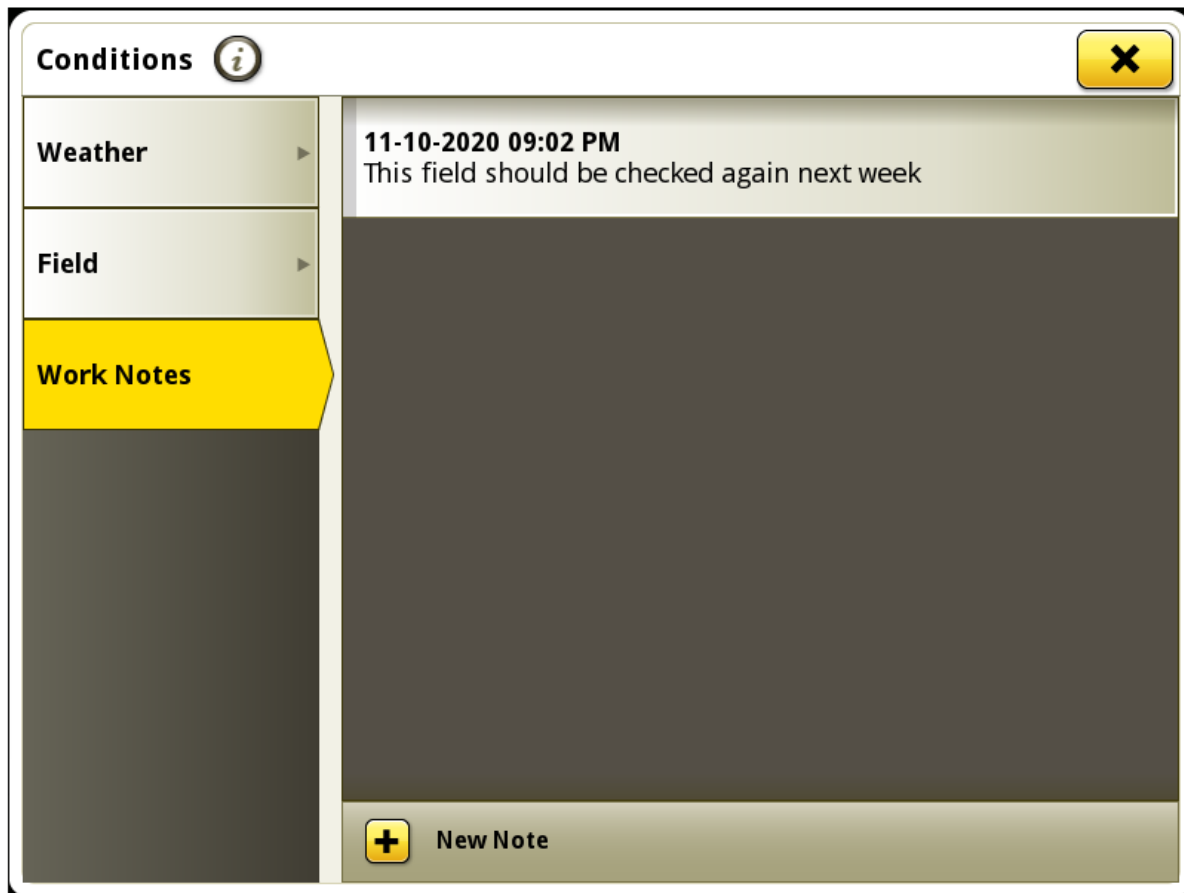 Conditions
Weather
Field
Work Notes
11-10-2020 09:02 PM
This field should be checked again next week
New Note